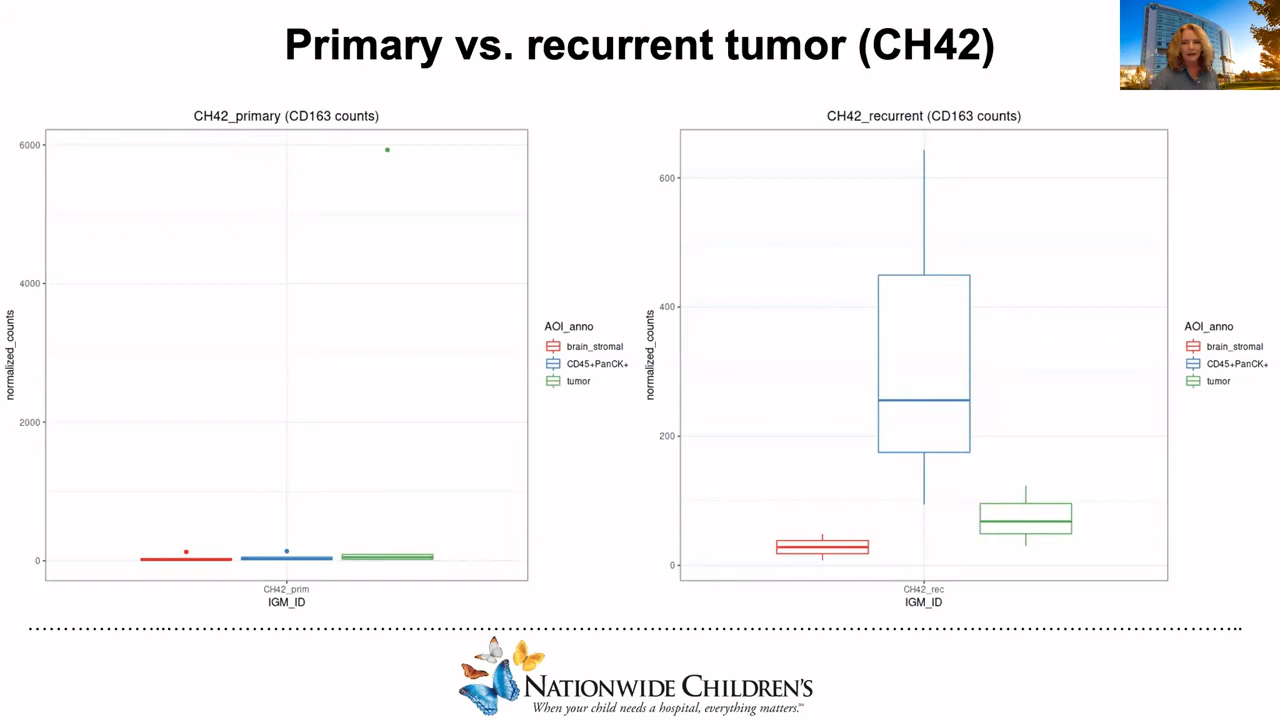 Primary vs. recurrent tumor (CH42)
CH42_primary (CD163 counts)
6000
4000
2000
0
normalized_counts
CH42_prim
IGM_ID
AOI_anno
brain_stromal
CD45+PanCK+
tumor
CH42_recurrent (CD163 counts)
600
400
200
0
normalized_counts
CH42_rec
IGM_ID
AOI_anno
brain_stromal
CD45+PanCK+
tumor
NATIONWIDE CHILDREN'S
When your child needs a hospital, everything matters.℠